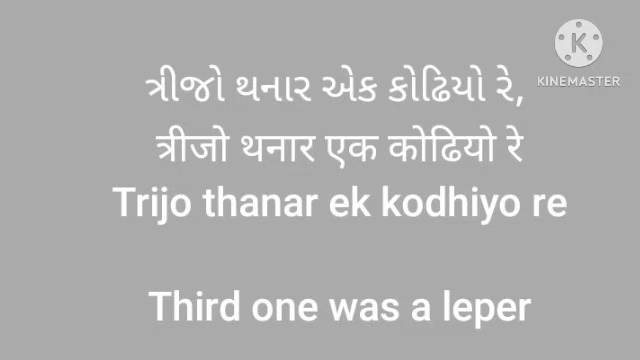 ત્રીજો થનાર એક કોઢિયો રે,
त्रीजो थनार एक कोढियो रे
Trijo thanar ek kodhiyo re
Third one was a leper
K
KINEMASTER